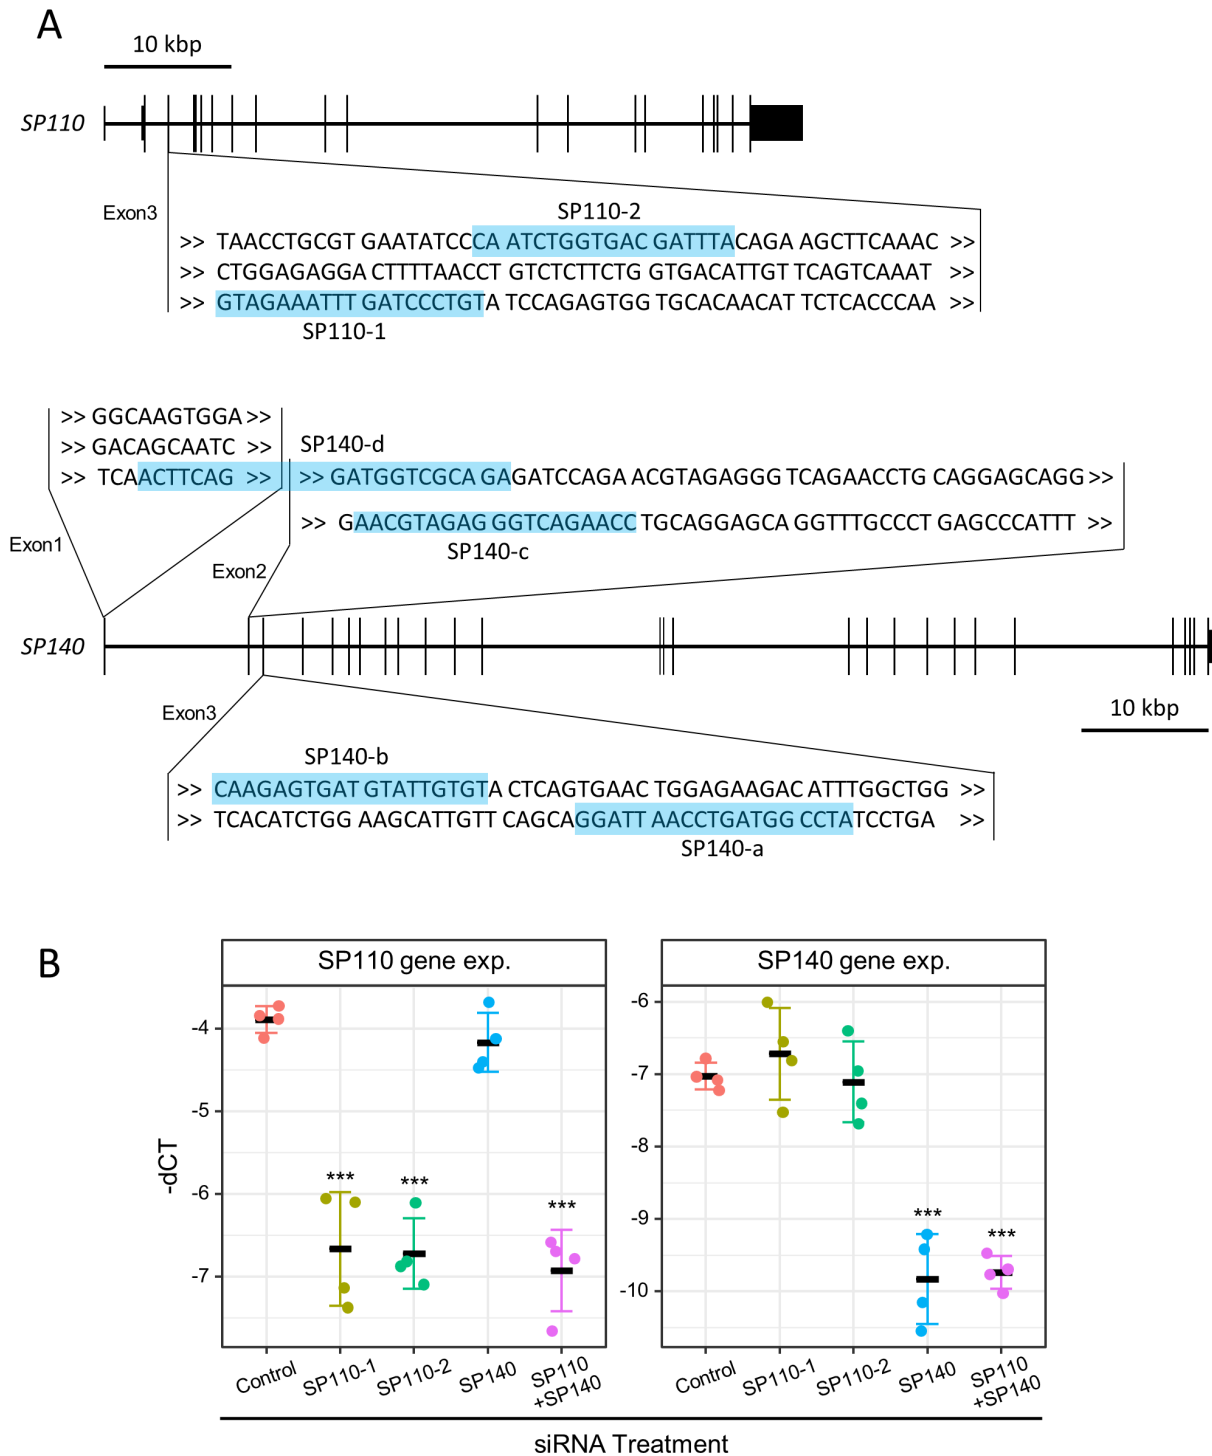 A
10 kbp
SP110
Exon3
SP110-2
>> TAACCTGCGT GAATATCCCA ATCTGGTGAC GATTTACAGA AGCTTCAAAC >>
>> CTGGAGAGGA CTTTTAACCT GTCTCTTCTG GTGACATTGT TCAGTCAAAT >>
>> GTAGAAATTT GATCCCTGTA TCCAGAGTGG TGCACAACAT TCTCACCCAA >>
SP110-1
>> GGCAAGTGGA >>
>> GACAGCAATC >>
SP140-d
>> TCAACTTCAG >> >> GATGGTCGCA GAGATCCAGA ACGTAGAGGG TCAGAACCTG CAGGAGCAGG >>
>> GAACGTAGAG GGTCAGAACC TGCAGGAGCA GGTTTGCCCT GAGCCCATTT >>
Exon1
SP140-c
Exon2
SP140
Exon3
10 kbp
SP140-b
>> CAAGAGTGAT GTATTGTGTA CTCAGTGAAC TGGAGAAGAC ATTTGGCTGG >>
>> TCACATCTGG AAGCATTGTT CAGCAGGATT AACCTGATGG CCTATCCTGA >>
SP140-a
B
SP110 gene exp.
SP140 gene exp.
-dCT
-4
-5
-6
-7
***
***
***
Control
SP110-1
SP110-2
SP140
SP110
+SP140
-6
-7
-8
-9
-10
***
***
Control
SP110-1
SP110-2
SP140
SP110
+SP140
siRNA Treatment